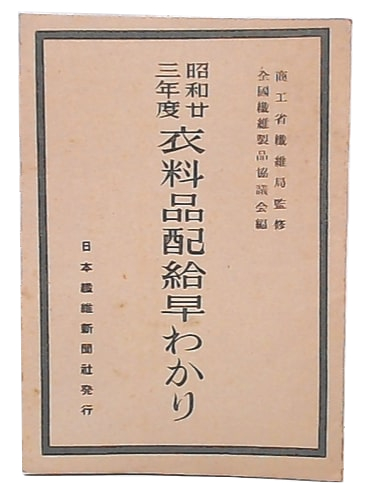 商工省繊維局監修
全國繊維製品協議会編
昭和廿三年度
衣料品配給早わかり
日本繊維新聞社発行